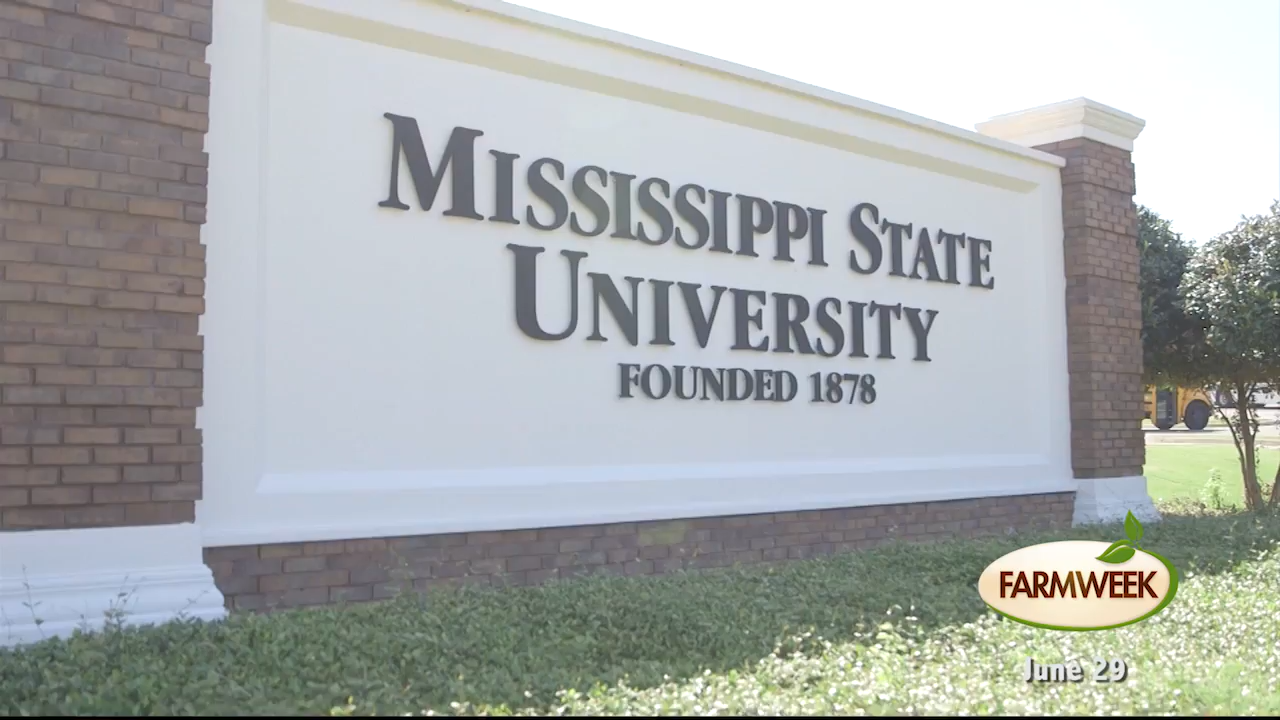 MISSISSIPPI STATE
UNIVERSITY
FOUNDED 1878
FARMWEEK
June 29